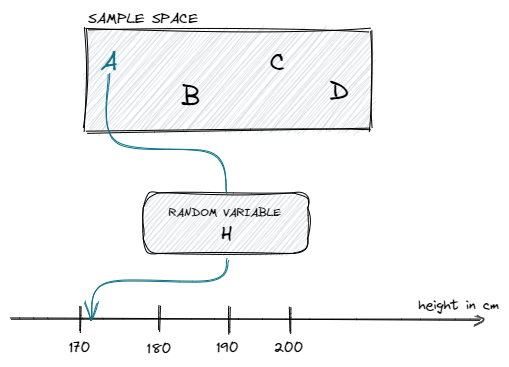 SAMPLE SPACE
A
C
B
D
RANDOM VARIABLE
H
height in cm
170 180 190 200